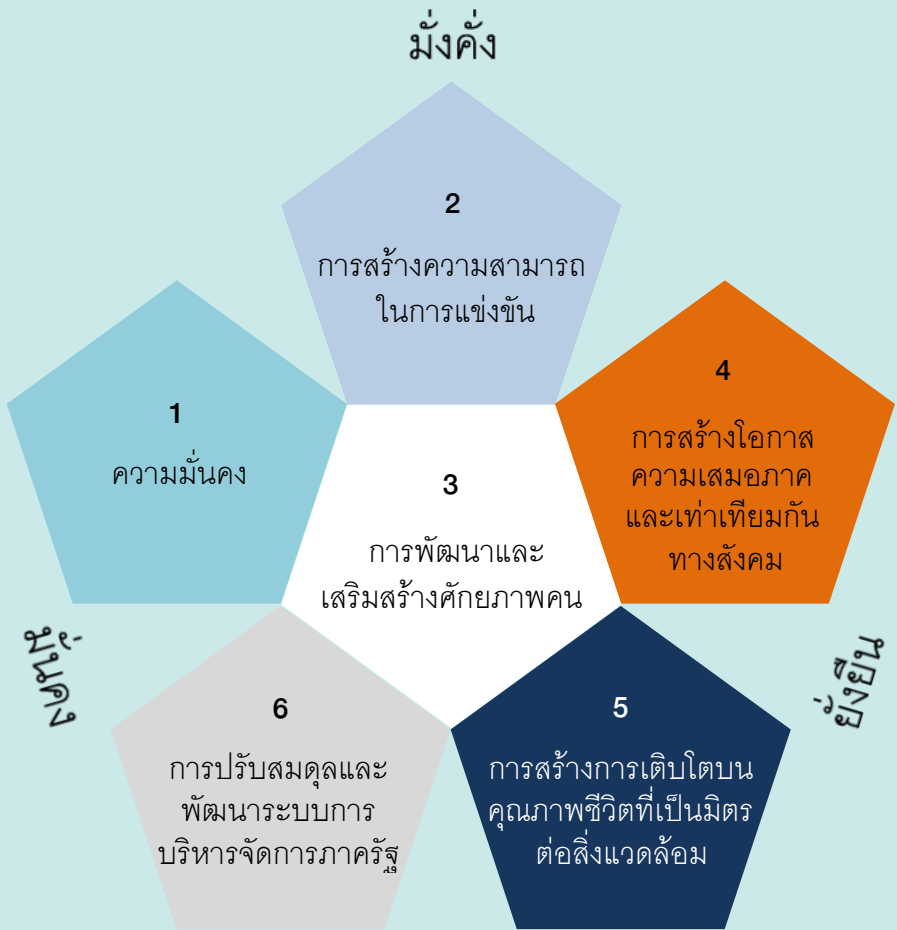 มั่งคั่ง
2
การสร้างความสามารถ
ในการแข่งขัน
1
ความมั่นคง
3
การพัฒนาและ
เสริมสร้างศักยภาพคน
4
การสร้างโอกาส
ความเสมอภาค
และเท่าเทียมกัน
ทางสังคม
มั่นคง
ยั่งยืน
6
การปรับสมดุลและ
พัฒนาระบบการ
บริหารจัดการภาครัฐ
5
การสร้างการเติบโตบน
คุณภาพชีวิตที่เป็นมิตร
ต่อสิ่งแวดล้อม